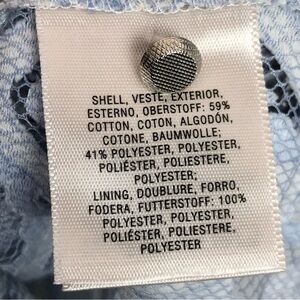 SHELL, VESTE, EXTERIOR,
ESTERNO, OBERSTOFF: 59%
COTTON, COTON, ALGODÓN,
COTONE, BAUMWOLLE;
41% POLYESTER, POLYESTER,
POLIÉSTER, POLIESTERE,
POLYESTER;
LINING, DOUBLURE, FORRO,
FODERA, FUTTERSTOFF: 100%
POLYESTER, POLYESTER,
POLIÉSTER, POLIESTERE,
POLYESTER